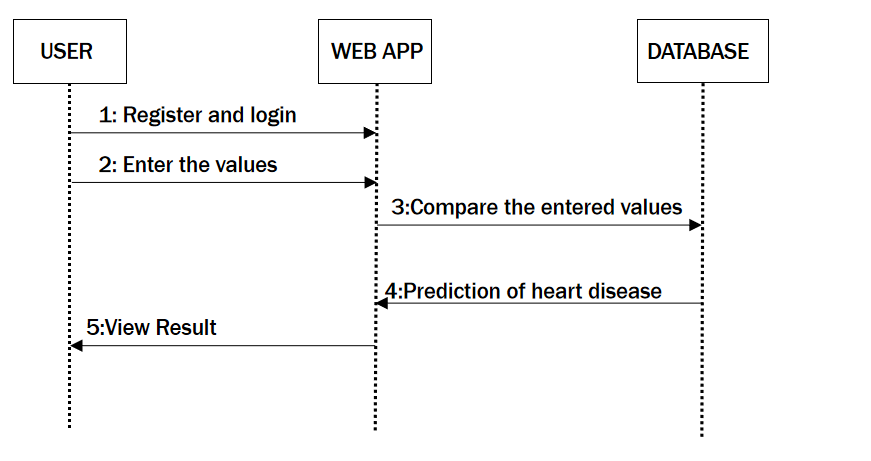 USER
WEB APP
DATABASE
1: Register and login
2: Enter the values
3:Compare the entered values
4:Prediction of heart disease
5:View Result